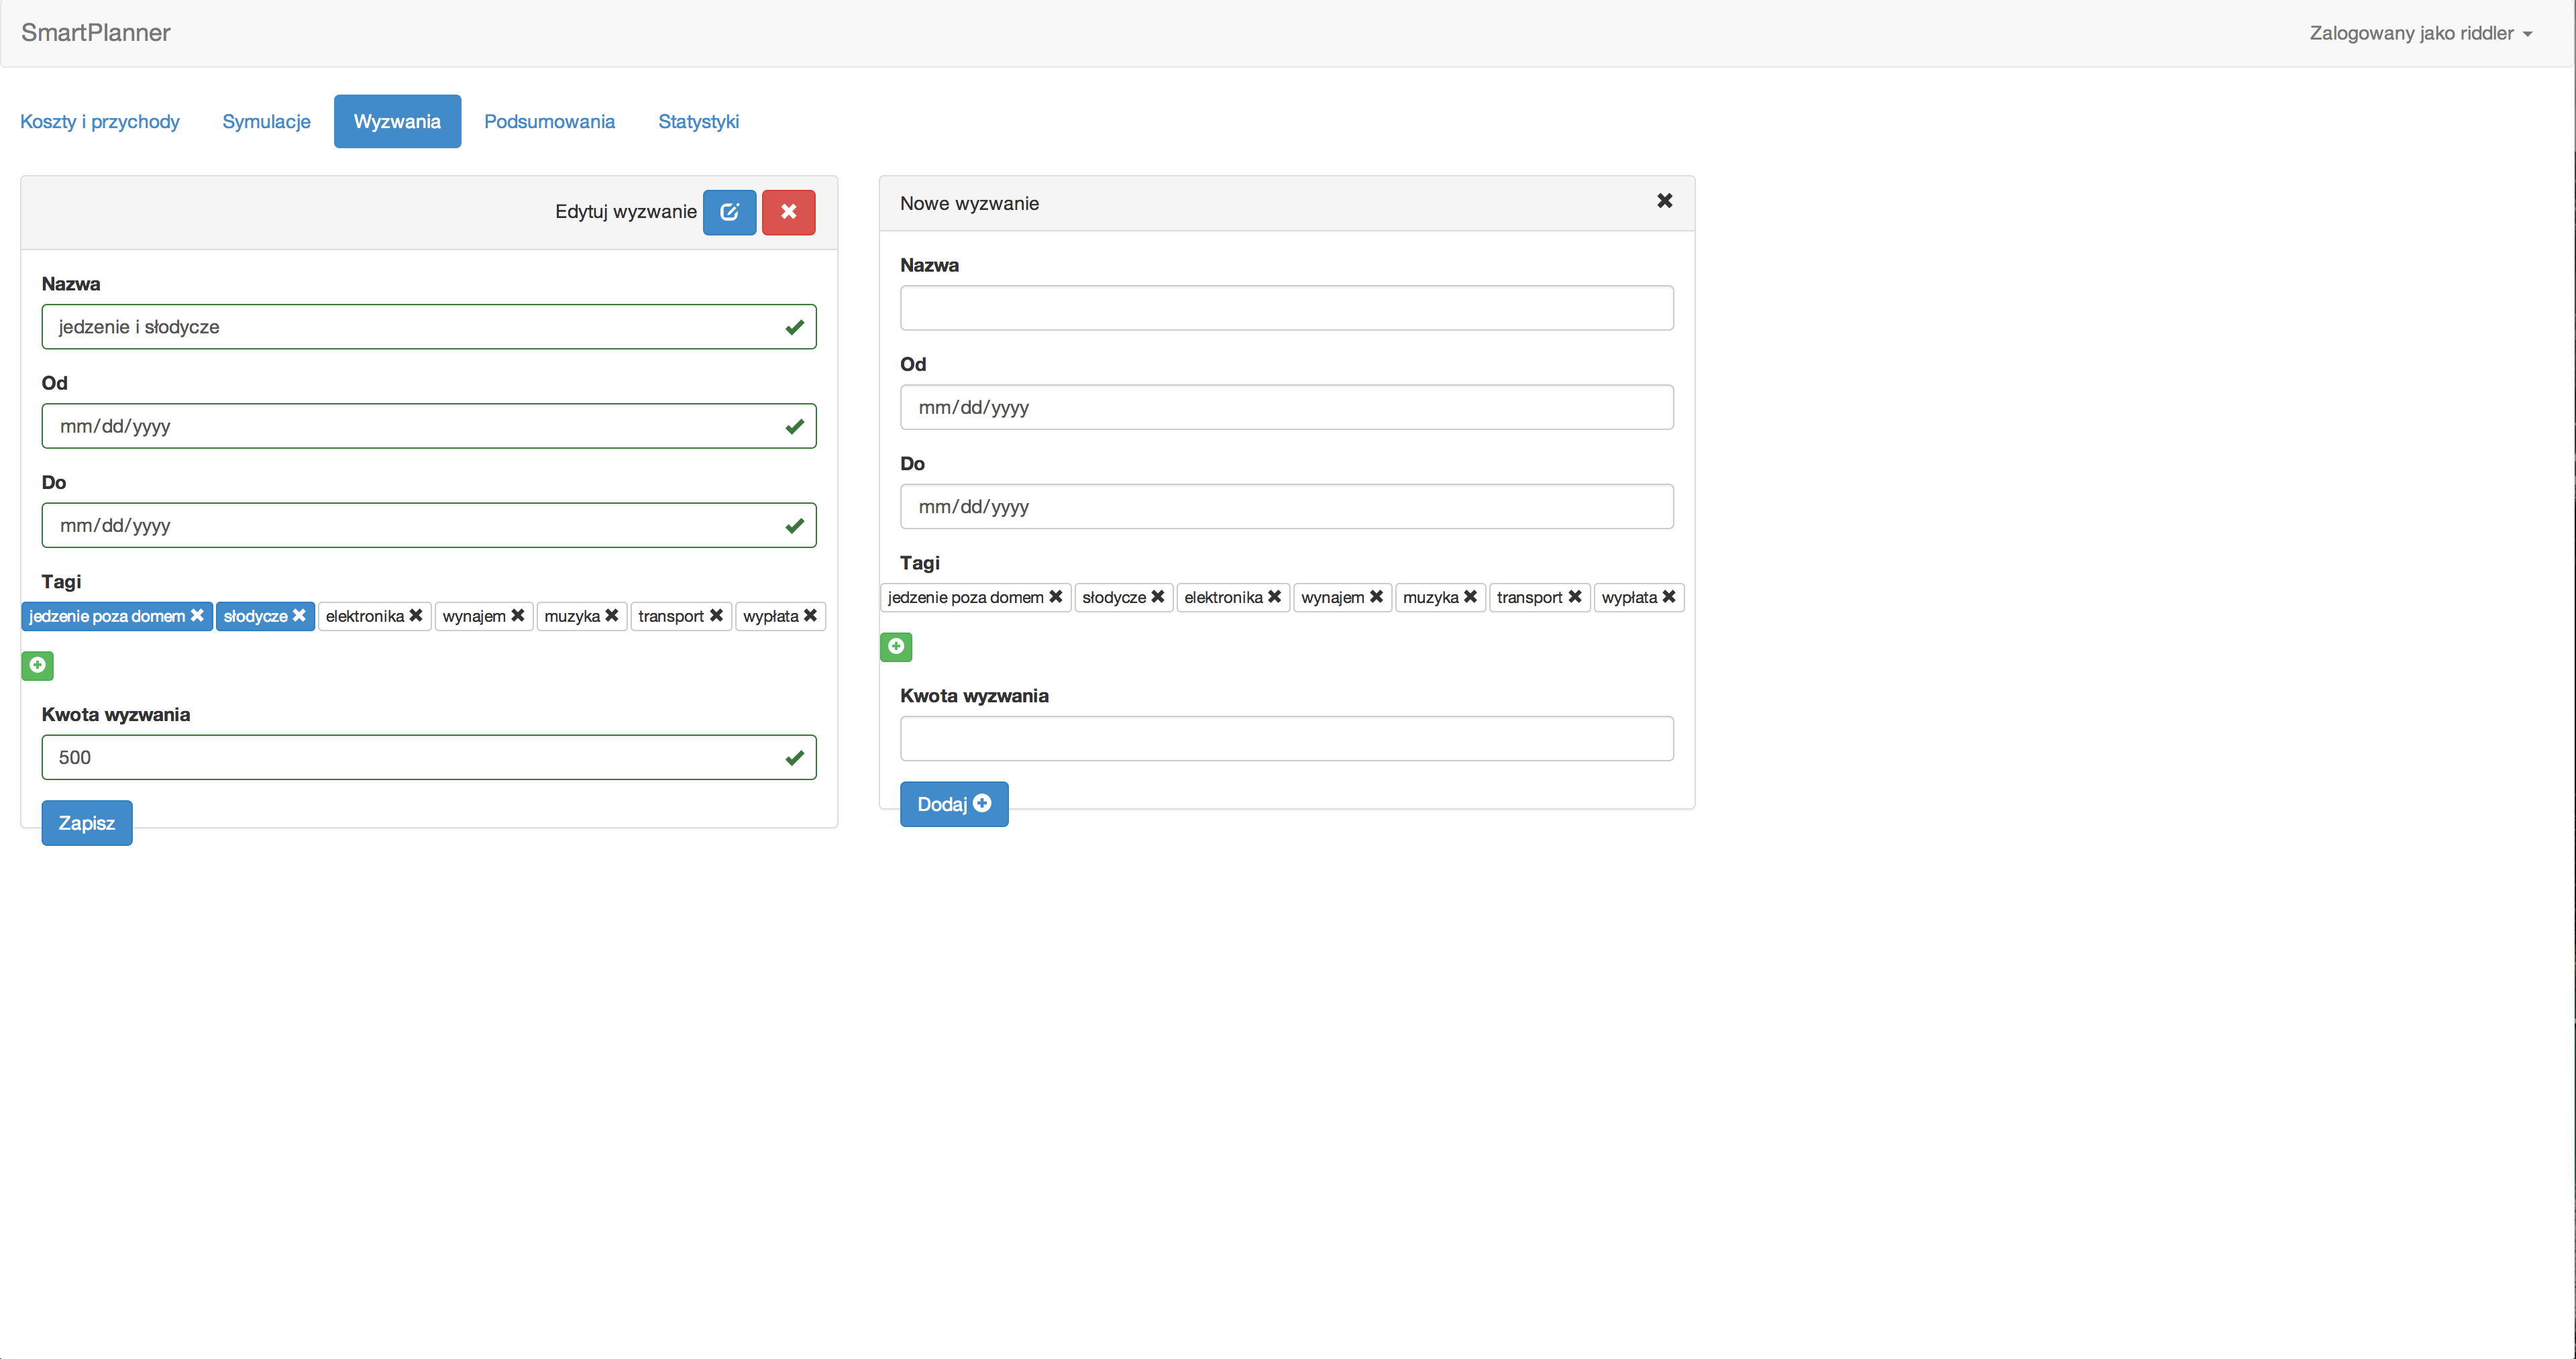 SmartPlanner
Zalogowany jako riddler
Koszty i przychody Symulacje Wyzwania Podsumowania Statystyki
Edytuj wyzwanie
Nazwa
jedzenie i słodycze
Od
mm/dd/yyyy
Do
mm/dd/yyyy
Tagi
jedzenie poza domem słodycze elektronika wynajem muzyka transport wypłata
Kwota wyzwania
500
Zapisz
Nowe wyzwanie
Nazwa
Od
mm/dd/yyyy
Do
mm/dd/yyyy
Tagi
jedzenie poza domem słodycze elektronika wynajem muzyka transport wypłata
Kwota wyzwania
Dodaj